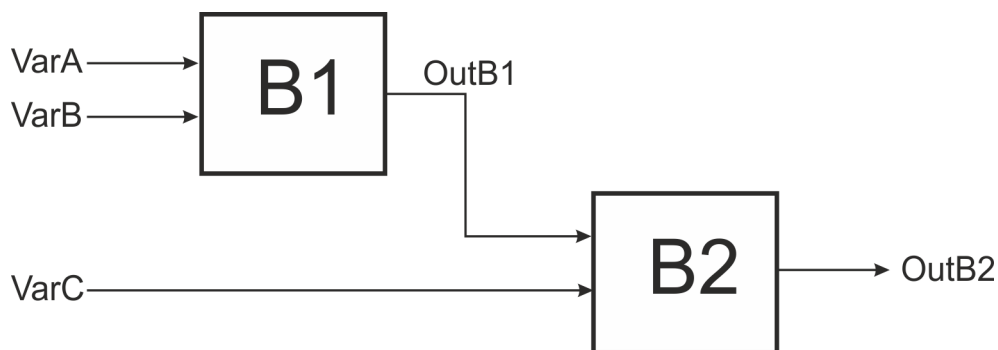 VarA
VarB
B1
OutB1
VarC
B2
OutB2